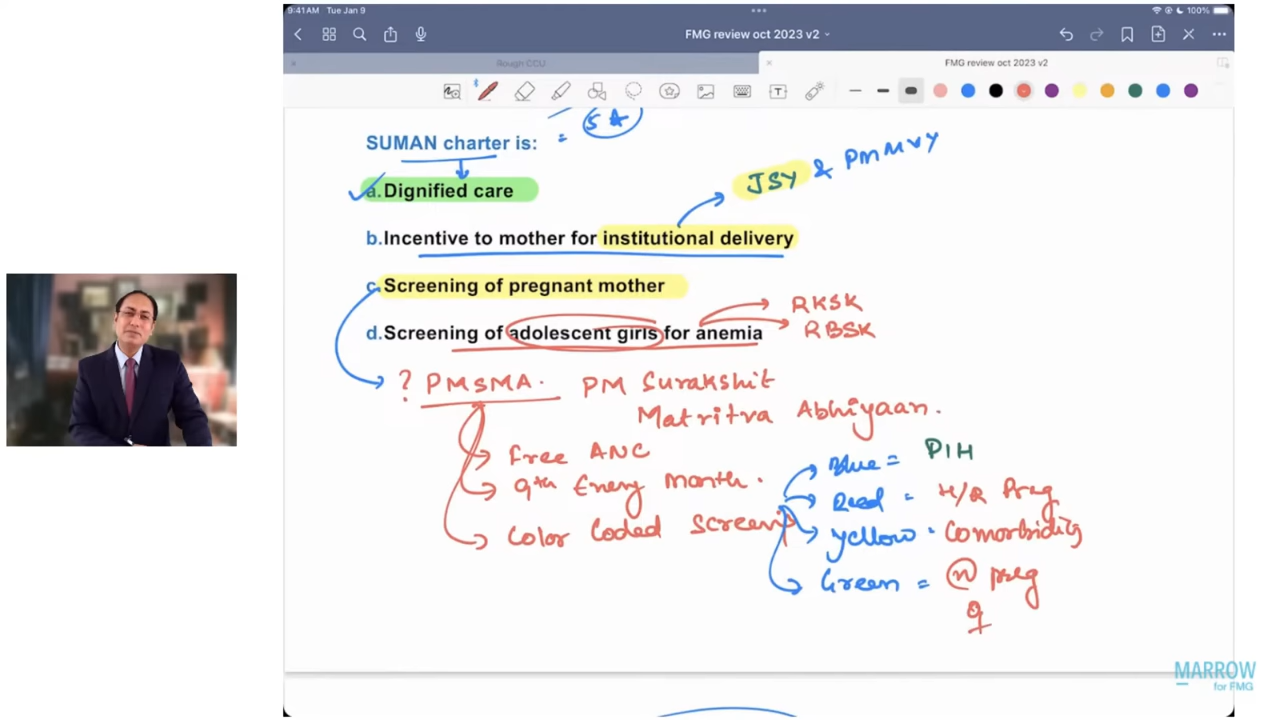 9:41AM Tue Jan 9
100%
FMG review oct 2023 v2
Rough CCU
FMG review oct 2023 v2
= 5A
SUMAN charter is:
JSY & PMMVY
a.Dignified care
b.Incentive to mother for institutional delivery
c.Screening of pregnant mother
RKSK
d.Screening of adolescent girls for anemia
RBSK
? PMSMA. PM Surakshit
Matritva Abhiyaan.
Free ANC
Blue = PIH
9th Every Month.
Red = H/R Preg
Color Coded
yellow . Comorbidity
Green = n preg
MARROW
for FMG